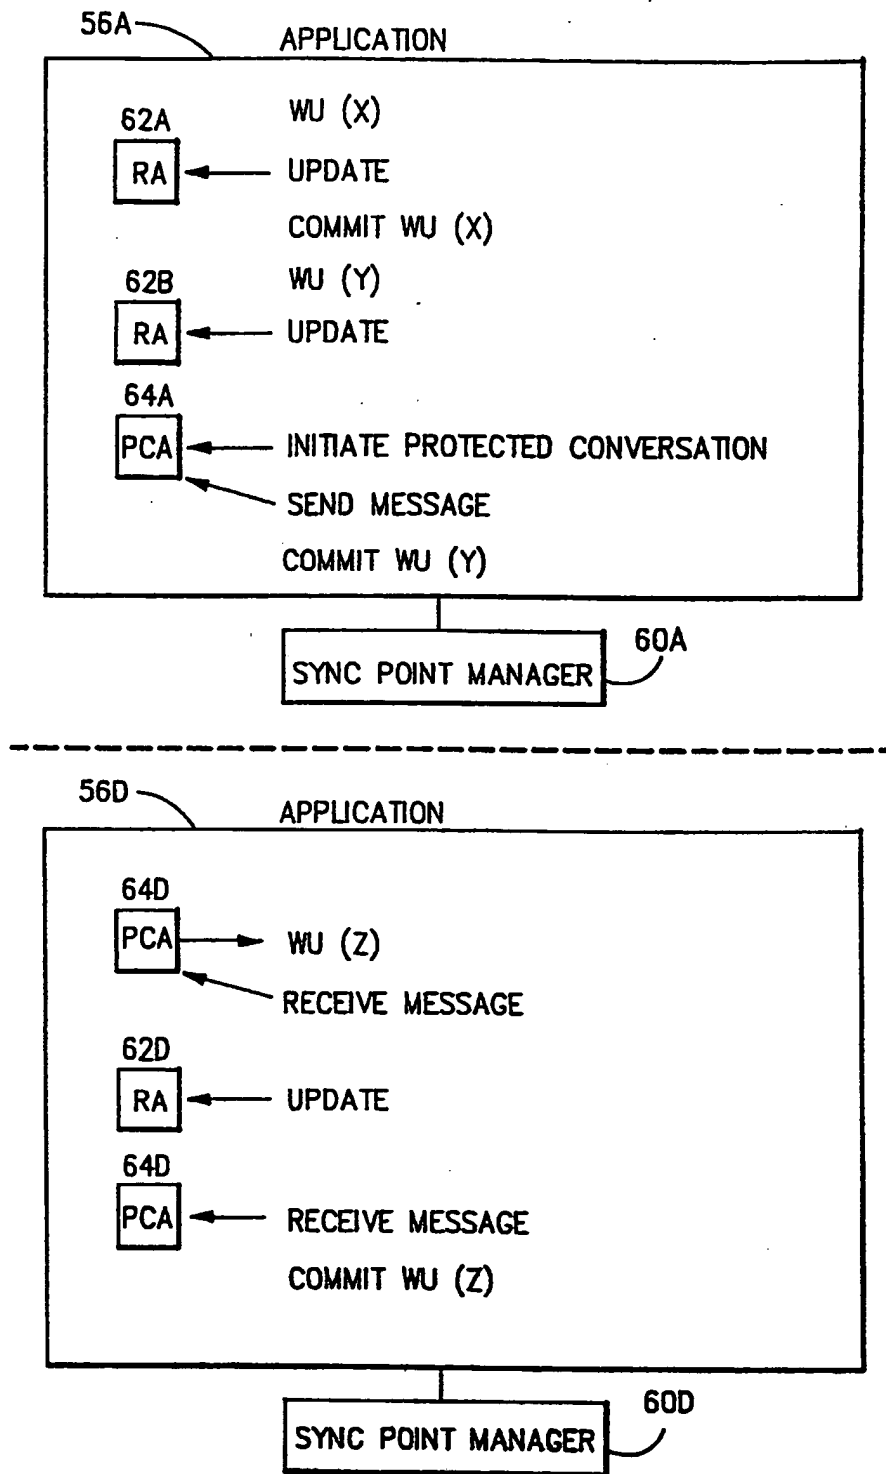 56A
APPLICATION
WU (X)
62A
RA
UPDATE
COMMIT WU (X)
WU (Y)
62B
RA
UPDATE
64A
PCA
INITIATE PROTECTED CONVERSATION
SEND MESSAGE
COMMIT WU (Y)
SYNC POINT MANAGER
60A
56D
APPLICATION
64D
PCA
WU (Z)
RECEIVE MESSAGE
62D
RA
UPDATE
64D
PCA
RECEIVE MESSAGE
COMMIT WU (Z)
SYNC POINT MANAGER
60D